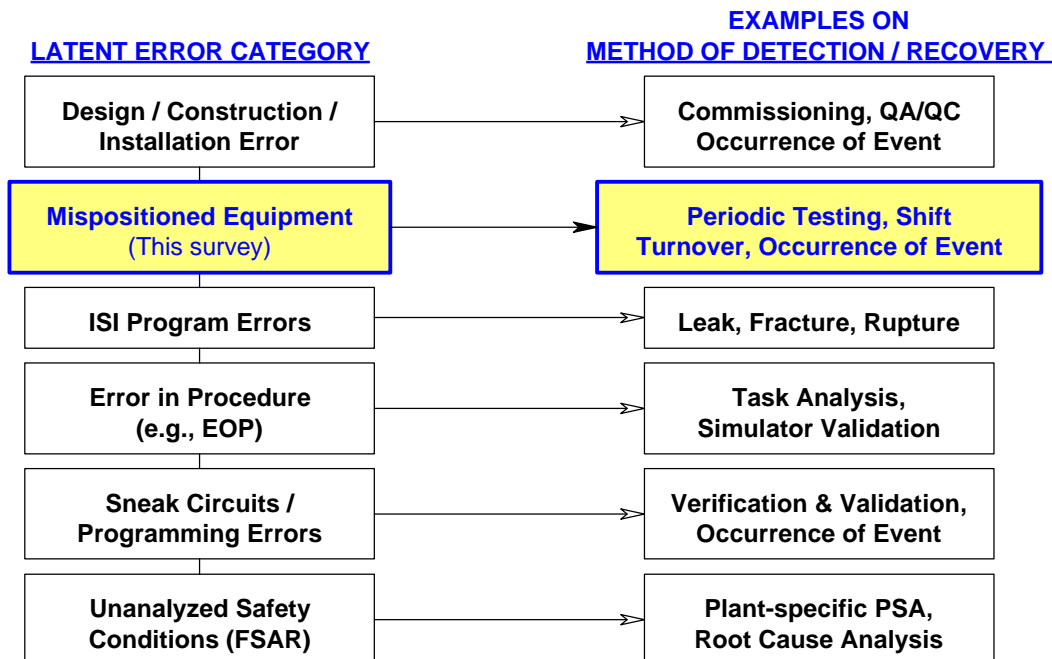 LATENT ERROR CATEGORY
EXAMPLES ON
METHOD OF DETECTION / RECOVERY
Design / Construction /
Installation Error
Commissioning, QA/QC
Occurrence of Event
Mispositioned Equipment
(This survey)
Periodic Testing, Shift
Turnover, Occurrence of Event
ISI Program Errors
Leak, Fracture, Rupture
Error in Procedure
(e.g., EOP)
Task Analysis,
Simulator Validation
Sneak Circuits /
Programming Errors
Verification & Validation,
Occurrence of Event
Unanalyzed Safety
Conditions (FSAR)
Plant-specific PSA,
Root Cause Analysis